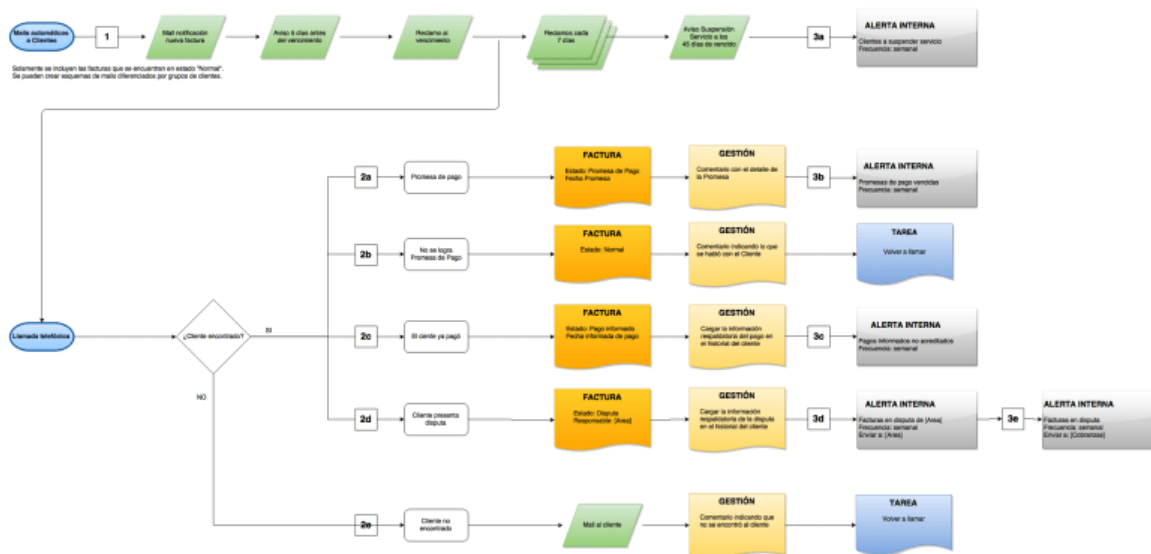 Mails automáticos
a Clientes
1
Mail notificación
nueva factura
Aviso 5 días antes
del vencimiento
Reclamo al
vencimiento
Reclamos cada
7 días
Aviso Suspensión
Servicio a los
45 días de vencido
3a
ALERTA INTERNA
Clientes a suspender servicio
Frecuencia: semanal
Solamente se incluyen las facturas que se encuentran en estado "Normal".
Se pueden crear esquemas de mails diferenciados por grupos de clientes.
2a
Promesa de pago
FACTURA
Estado: Promesa de Pago
Fecha Promesa
GESTIÓN
Comentario con el detalle de
la Promesa
3b
ALERTA INTERNA
Promesas de pago vencidas
Frecuencia: semanal
2b
No se logra
Promesa de Pago
FACTURA
Estado: Normal
GESTIÓN
Comentario indicando lo que
se habló con el Cliente
TAREA
Volver a llamar
Llamada telefónica
¿Cliente encontrado?
SI
2c
El cliente ya pagó
FACTURA
Estado: Pago informado
Fecha informada de pago
GESTIÓN
Cargar la información
respaldatoria del pago en
el historial del cliente
3c
ALERTA INTERNA
Pagos informados no acreditados
Frecuencia: semanal
NO
2d
Cliente presenta
disputa
FACTURA
Estado: Disputa
Responsable: [Area]
GESTIÓN
Cargar la información
respaldatoria de la disputa
en el historial del cliente
3d
ALERTA INTERNA
Facturas en disputa de [Area]
Frecuencia: semanal
Enviar a: [Area]
3e
ALERTA INTERNA
Facturas en disputa
Frecuencia: semanal
Enviar a: [Cobranzas]
2e
Cliente no
encontrado
Mail al cliente
GESTIÓN
Comentario indicando que
no se encontró al cliente
TAREA
Volver a llamar